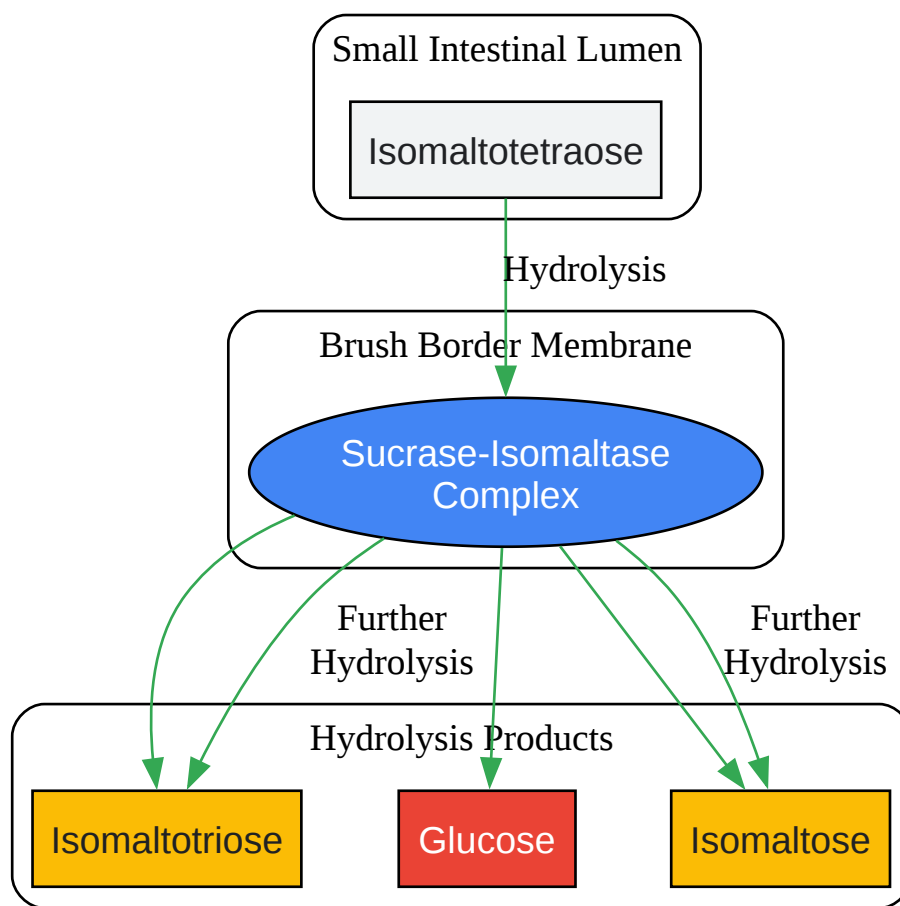 Small Intestinal Lumen
Isomaltotetraose
Hydrolysis
Brush Border Membrane
Sucrase-Isomaltase
Complex
Further
Hydrolysis
Further
Hydrolysis
Hydrolysis Products
Isomaltotriose
Glucose
Isomaltose